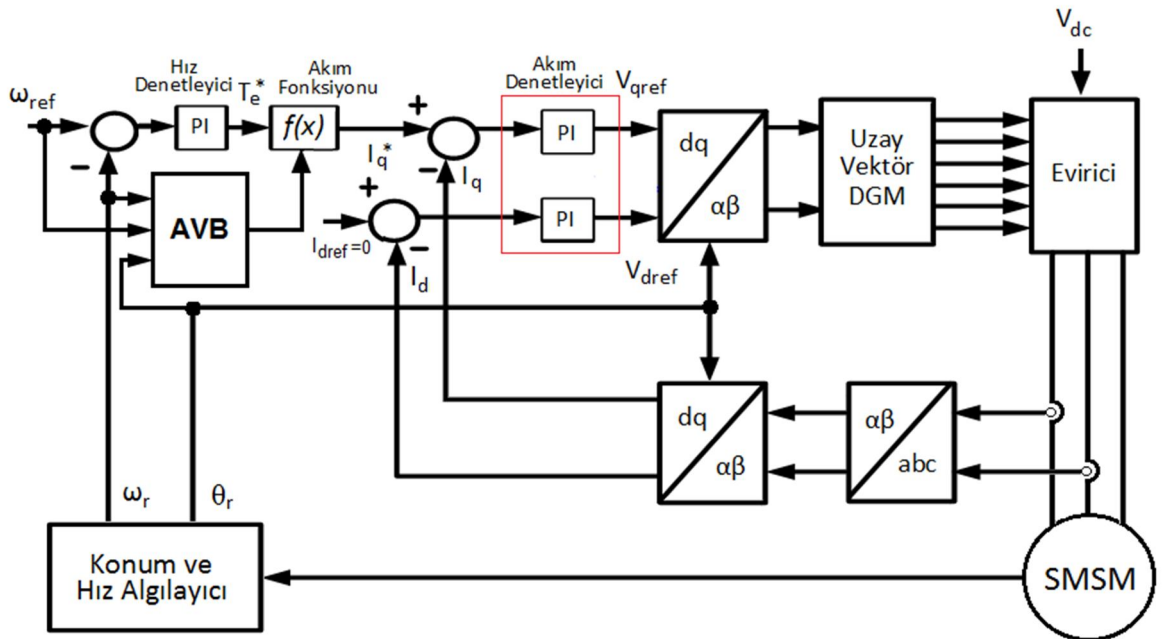 V_dc
Hız
Denetleyici
Akım
Fonksiyonu
Akım
Denetleyici
ω_ref
T_e^*
V_qref
+
PI
f(x)
PI
dq
αβ
Uzay
Vektör
DGM
Evirici
-
I_q^*
-
I_q
+
AVB
PI
I_dref=0
-
I_d
V_dref
dq
αβ
αβ
abc
ω_r
θ_r
Konum ve
Hız Algılayıcı
SMSM